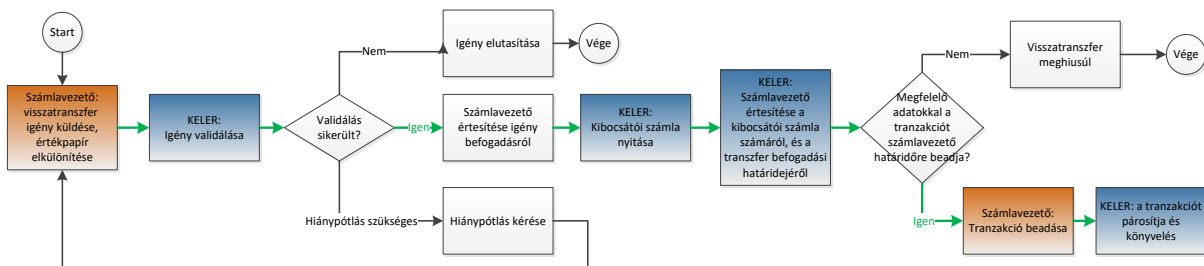 Start
Számlavezető:
visszatranszfer
igény küldése,
értékpapír
elkülönítése
KELER:
Igény validálása
Validálás
sikerült?
Nem
Igény elutasítása
Vége
Igen
Számlavezető
értesítése igény
befogadásról
KELER:
Kibocsátói számla
nyitása
KELER:
Számlavezető
értesítése a
kibocsátói számla
számáról, és a
transzfer befogadási
határidejéről
Hiánypótlás szükséges
Hiánypótlás kérése
Megfelelő
adatokkal a
tranzakciót
számlavezető
határidőre beadja?
Nem
Visszatranszfer
meghiusúl
Vége
Igen
Számlavezető:
Tranzakció beadása
KELER: a tranzakciót
párosítja és
könyvelés